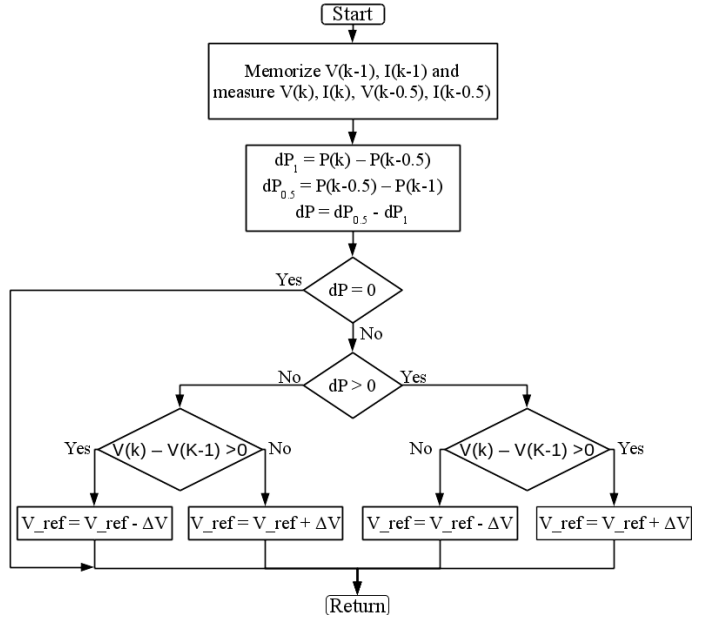 Start
Memorize V(k-1), I(k-1) and
measure V(k), I(k), V(k-0.5), I(k-0.5)
dP₁ = P(k) – P(k-0.5)
dP₀.₅ = P(k-0.5) – P(k-1)
dP = dP₀.₅ - dP₁
Yes
dP = 0
No
No
dP > 0
Yes
Yes
V(k) – V(K-1) >0
No
No
V(k) – V(K-1) >0
Yes
V_ref = V_ref - ΔV
V_ref = V_ref + ΔV
V_ref = V_ref - ΔV
V_ref = V_ref + ΔV
Return